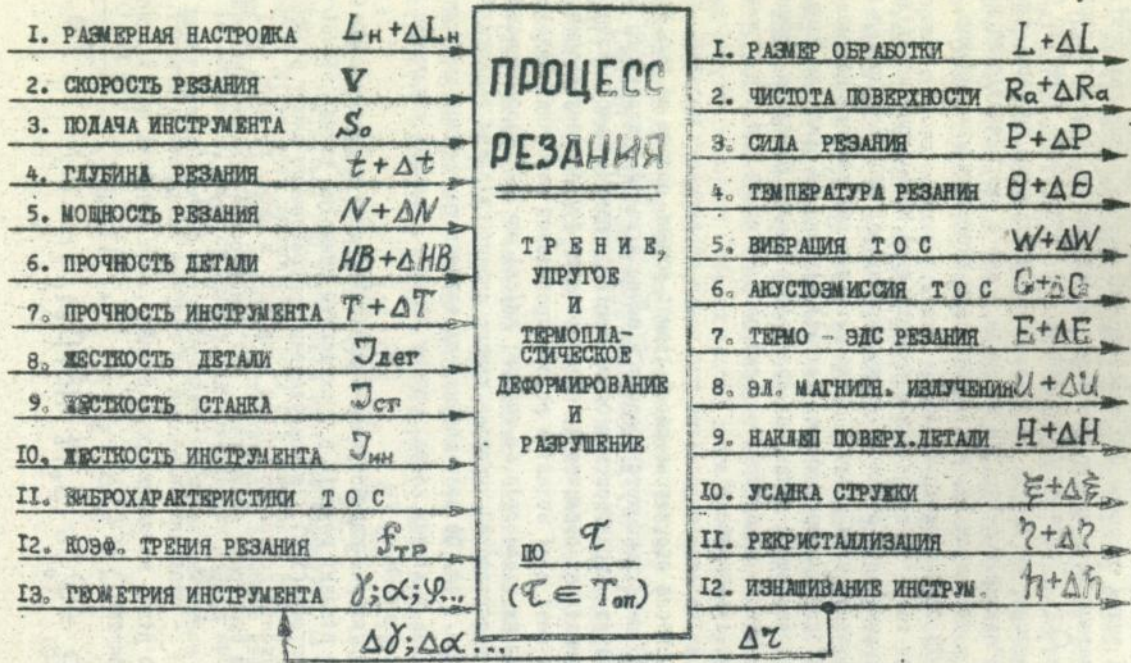 I. РАЗМЕРНАЯ НАСТРОЙКА Lн+ΔLн
2. СКОРОСТЬ РЕЗАНИЯ V
3. ПОДАЧА ИНСТРУМЕНТА Sо
4. ГЛУБИНА РЕЗАНИЯ t+Δt
5. МОЩНОСТЬ РЕЗАНИЯ N+ΔN
6. ПРОЧНОСТЬ ДЕТАЛИ HB+ΔHB
7. ПРОЧНОСТЬ ИНСТРУМЕНТА T+ΔT
8. ЖЕСТКОСТЬ ДЕТАЛИ Jдет
9. ЖЕСТКОСТЬ СТАНКА Jст
IO. ЖЕСТКОСТЬ ИНСТРУМЕНТА Jин
II. ВИБРОХАРАКТЕРИСТИКИ Т О С
I2. КОЭФ. ТРЕНИЯ РЕЗАНИЯ fтр
I3. ГЕОМЕТРИЯ ИНСТРУМЕНТА γ;α;φ...
ПРОЦЕСС
РЕЗАНИЯ
ТРЕНИЕ,
УПРУГОЕ
И
ТЕРМОПЛА-
СТИЧЕСКОЕ
ДЕФОРМИРОВАНИЕ
И
РАЗРУШЕНИЕ
ПО τ
(τ ∈ Tоп)
I. РАЗМЕР ОБРАБОТКИ L+ΔL
2. ЧИСТОТА ПОВЕРХНОСТИ Ra+ΔRa
3. СИЛА РЕЗАНИЯ P+ΔP
4. ТЕМПЕРАТУРА РЕЗАНИЯ θ+Δθ
5. ВИБРАЦИЯ Т О С W+ΔW
6. АКУСТОЭМИССИЯ Т О С G+ΔG
7. ТЕРМО - ЭДС РЕЗАНИЯ E+ΔE
8. ЭЛ. МАГНИТН. ИЗЛУЧЕНИЯ U+ΔU
9. НАКЛЕП ПОВЕРХ.ДЕТАЛИ H+ΔH
IO. УСАДКА СТРУЖКИ ξ+Δξ
II. РЕКРИСТАЛЛИЗАЦИЯ η+Δη
I2. ИЗНАШИВАНИЕ ИНСТРУМ. h+Δh
Δγ;Δα... Δτ